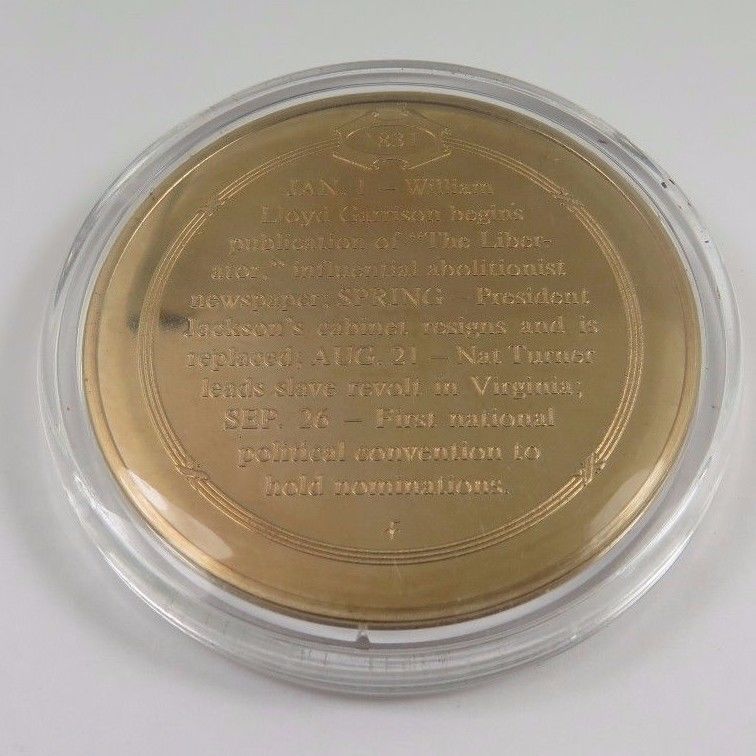 1831
JAN. 1 – William
Lloyd Garrison begins
publication of "The Liber-
ator," influential abolitionist
newspaper; SPRING – President
Jackson's cabinet resigns and is
replaced; AUG. 21 – Nat Turner
leads slave revolt in Virginia;
SEP. 26 – First national
political convention to
hold nominations.